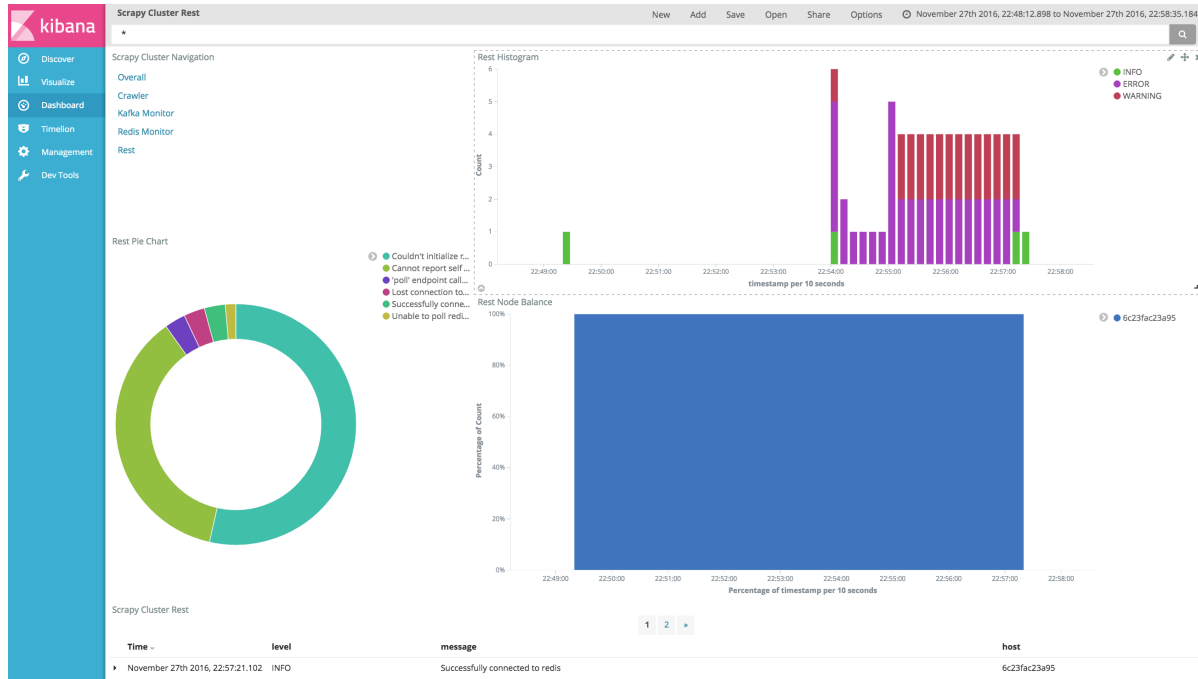 kibana
Discover
Visualize
Dashboard
Timelion
Management
Dev Tools
Scrapy Cluster Rest
New Add Save Open Share Options November 27th 2016, 22:48:12.898 to November 27th 2016, 22:58:35.184
*
Scrapy Cluster Navigation
Overall
Crawler
Kafka Monitor
Redis Monitor
Rest
Rest Histogram
INFO
ERROR
WARNING
6
5
4
3
2
1
0
Count
22:49:00 22:50:00 22:51:00 22:52:00 22:53:00 22:54:00 22:55:00 22:56:00 22:57:00 22:58:00
timestamp per 10 seconds
Rest Pie Chart
Couldn't initialize r...
Cannot report self ...
'poll' endpoint call...
Lost connection to...
Successfully conne...
Unable to poll redi...
Rest Node Balance
6c23fac23a95
100%
80%
60%
40%
20%
0%
Percentage of Count
22:49:00 22:50:00 22:51:00 22:52:00 22:53:00 22:54:00 22:55:00 22:56:00 22:57:00 22:58:00
Percentage of timestamp per 10 seconds
Scrapy Cluster Rest
1 2 »
Time level message host
November 27th 2016, 22:57:21.102 INFO Successfully connected to redis 6c23fac23a95